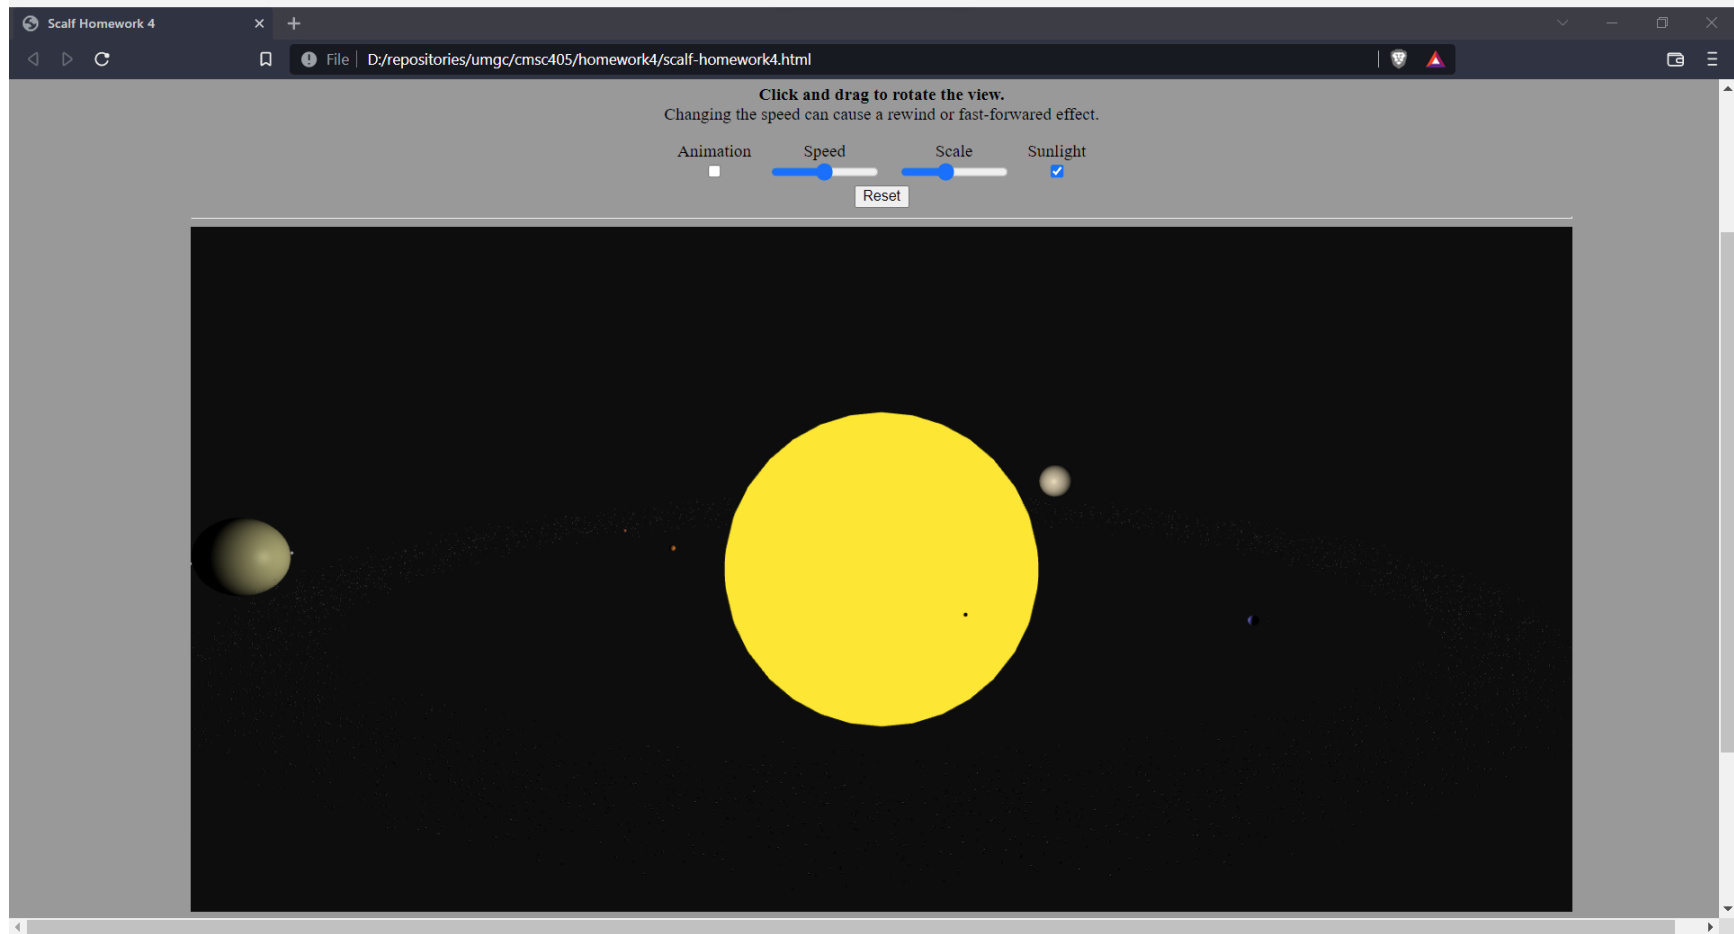 Scalf Homework 4
File D:/repositories/umgc/cmsc405/homework4/scalf-homework4.html
Click and drag to rotate the view.
Changing the speed can cause a rewind or fast-forwared effect.
Animation Speed Scale Sunlight
Reset